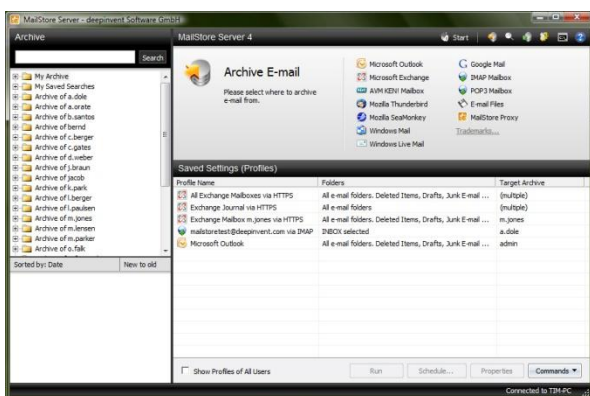 MailStore Server - deepinvent Software GmbH
Archive
MailStore Server 4
Start
Search
My Archive
My Saved Searches
Archive of a.dole
Archive of a.orate
Archive of b.santos
Archive of bernd
Archive of c.berger
Archive of c.gates
Archive of d.weber
Archive of j.braun
Archive of jacob
Archive of k.park
Archive of l.berger
Archive of l.paulsen
Archive of m.jones
Archive of m.lensen
Archive of m.parker
Archive of o.falk
Sorted by: Date
New to old
Archive E-mail
Please select where to archive
e-mail from.
Microsoft Outlook
Microsoft Exchange
AVM KEN! Mailbox
Mozilla Thunderbird
Mozilla SeaMonkey
Windows Mail
Windows Live Mail
Google Mail
IMAP Mailbox
POP3 Mailbox
E-mail Files
MailStore Proxy
Trademarks...
Saved Settings (Profiles)
Profile Name Folders Target Archive
All Exchange Mailboxes via HTTPS All e-mail folders. Deleted Items, Drafts, Junk E-mail ... (multiple)
Exchange Journal via HTTPS All e-mail folders (multiple)
Exchange Mailbox m.jones via HTTPS All e-mail folders. Deleted Items, Drafts, Junk E-mail ... m.jones
mailstoretest@deepinvent.com via IMAP INBOX selected a.dole
Microsoft Outlook All e-mail folders. Deleted Items, Drafts, Junk E-mail ... admin
Show Profiles of All Users
Run
Schedule...
Properties
Commands
Connected to TIM-PC